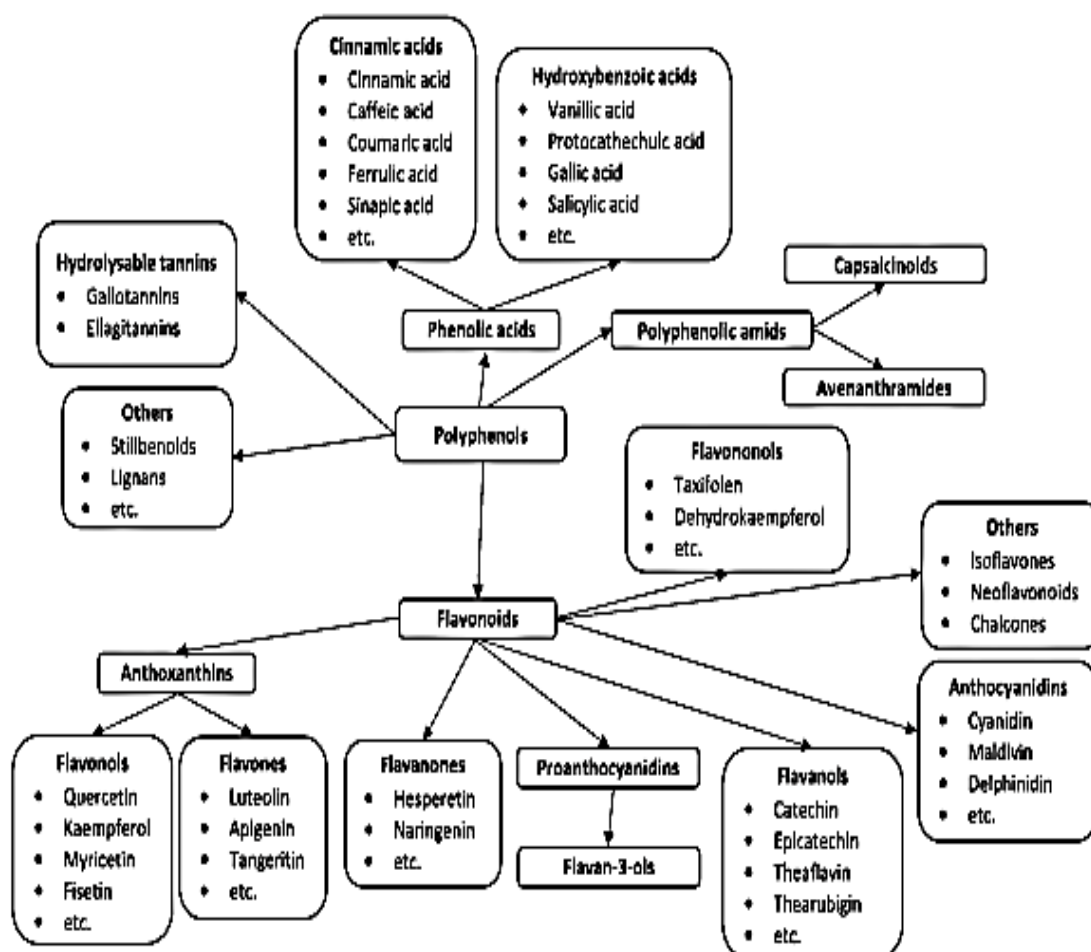 Cinnamic acids
• Cinnamic acid
• Caffeic acid
• Coumaric acid
• Ferrulic acid
• Sinapic acid
• etc.
Hydroxybenzoic acids
• Vanillic acid
• Protocathechuic acid
• Gallic acid
• Salicylic acid
• etc.
Hydrolysable tannins
• Gallotannins
• Ellagitannins
Capsaicinoids
Phenolic acids
Polyphenolic amids
Avenanthramides
Others
• Stillbenoids
• Lignans
• etc.
Polyphenols
Flavononols
• Taxifolen
• Dehydrokaempferol
• etc.
Others
• Isoflavones
• Neoflavonoids
• Chalcones
Flavonoids
Anthoxanthins
Anthocyanidins
• Cyanidin
• Maldivin
• Delphinidin
• etc.
Flavonols
• Quercetin
• Kaempferol
• Myricetin
• Fisetin
• etc.
Flavones
• Luteolin
• Apigenin
• Tangeritin
• etc.
Flavanones
• Hesperetin
• Naringenin
• etc.
Proanthocyanidins
Flavan-3-ols
Flavanols
• Catechin
• Epicatechin
• Theaflavin
• Thearubigin
• etc.